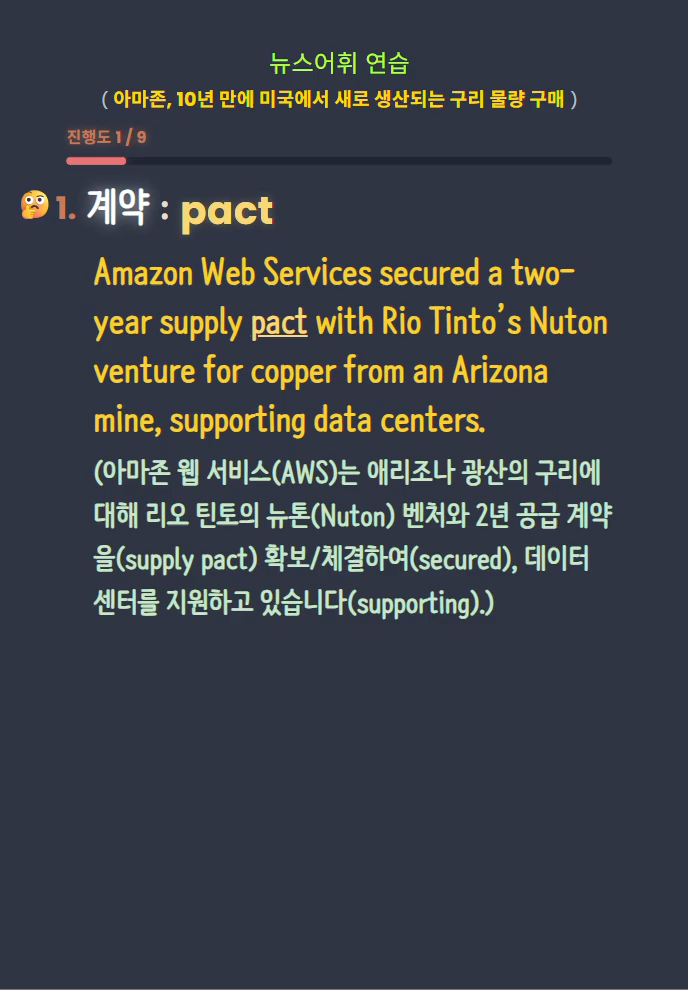 뉴스어휘 연습
( 아마존, 10년 만에 미국에서 새로 생산되는 구리 물량 구매 )
진행도 1 / 9
1. 계약 : pact
Amazon Web Services secured a two-
year supply pact with Rio Tinto's Nuton
venture for copper from an Arizona
mine, supporting data centers.
(아마존 웹 서비스(AWS)는 애리조나 광산의 구리에
대해 리오 틴토의 뉴톤(Nuton) 벤처와 2년 공급 계약
을(supply pact) 확보/체결하여(secured), 데이터
센터를 지원하고 있습니다(supporting).)